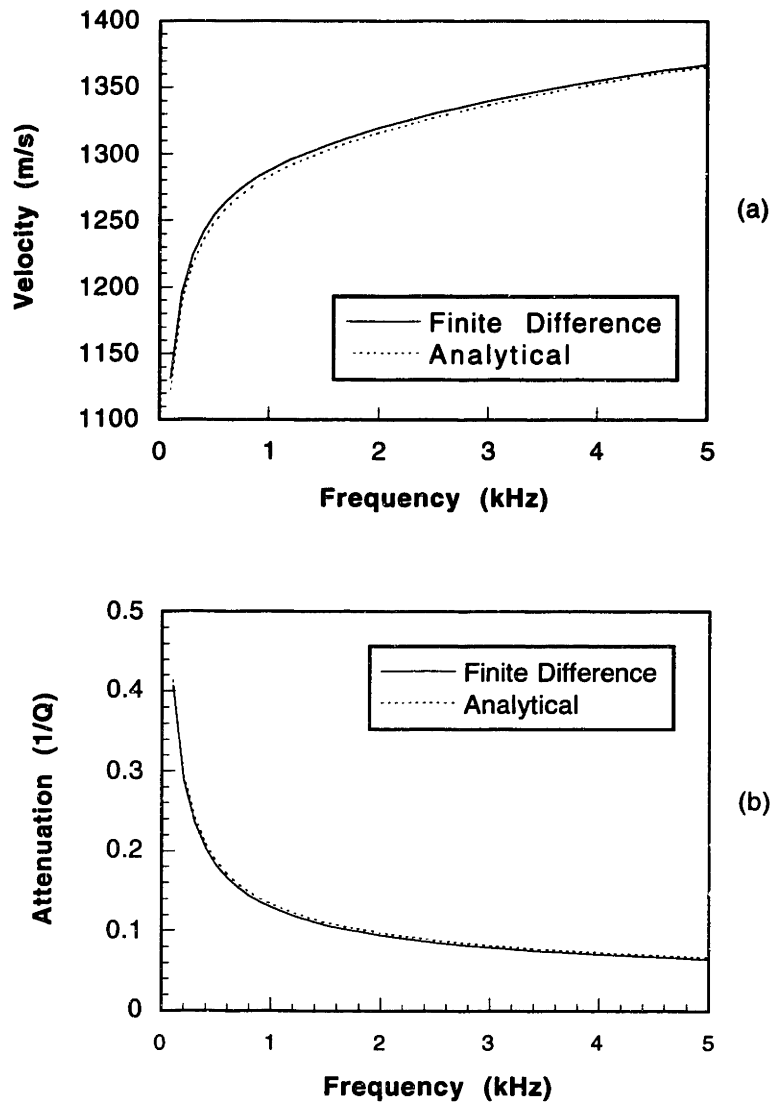 1400
1350
1300
1250
1200
1150
1100
Velocity (m/s)
Finite Difference
Analytical
0 1 2 3 4 5
Frequency (kHz)
(a)
0.5
0.4
0.3
0.2
0.1
0
Attenuation (1/Q)
Finite Difference
Analytical
0 1 2 3 4 5
Frequency (kHz)
(b)